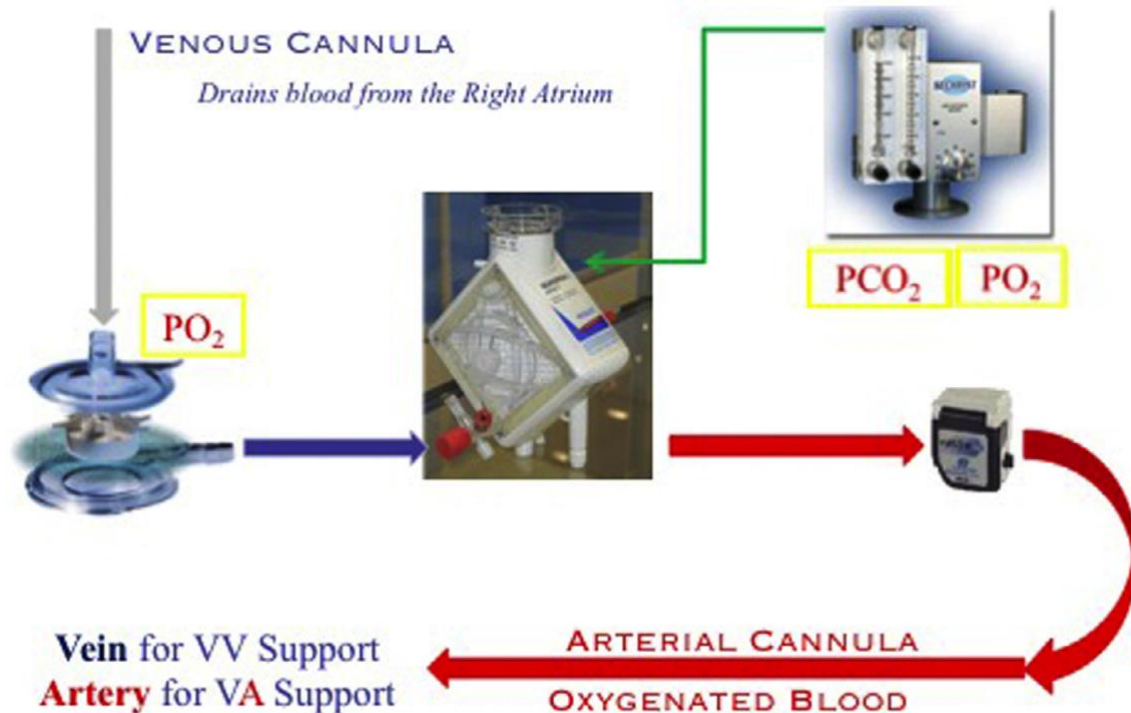 VENOUS CANNULA
Drains blood from the Right Atrium
SECHRIST
PCO₂
PO₂
PO₂
Vein for VV Support
Artery for VA Support
ARTERIAL CANNULA
OXYGENATED BLOOD